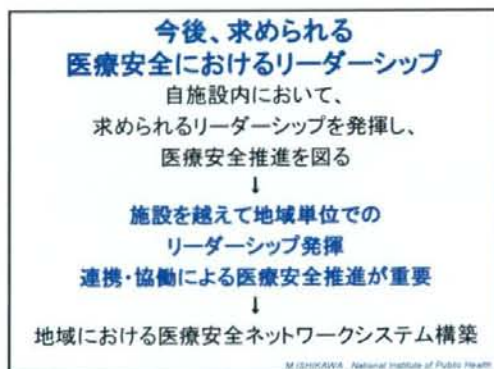 今後、求められる
医療安全におけるリーダーシップ
自施設内において、
求められるリーダーシップを発揮し、
医療安全推進を図る
↓
施設を越えて地域単位での
リーダーシップ発揮
連携・協働による医療安全推進が重要
↓
地域における医療安全ネットワークシステム構築
M.ISHIKAWA , National Institute of Public Health